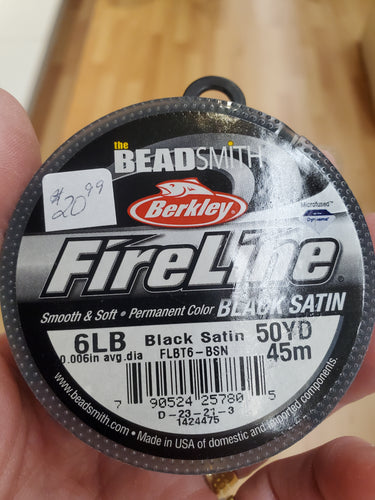 the
BEADSMITH
$20.99
Microfused™
Berkley
FireLine®
Smooth & Soft • Permanent Color BLACK SATIN
6LB Black Satin 50YD
0.006in avg.dia FLBT6-BSN 45m
7 90524 25780 5
D-23-21-3
1424475
www.beadsmith.com • Made in USA of domestic and imported components.